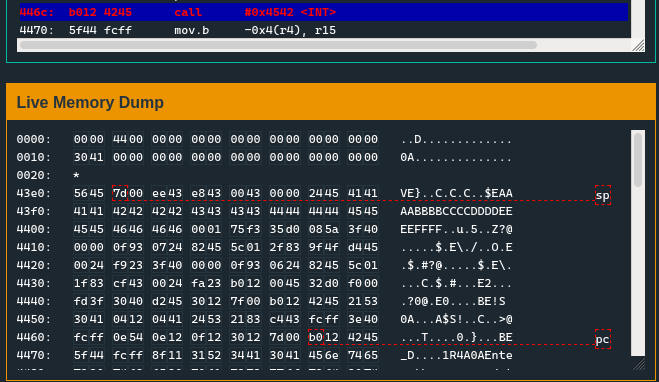 446c: b012 4245 call #0x4542 <INT>
4470: 5f44 fcff mov.b -0x4(r4), r15
Live Memory Dump
0000: 0000 4400 0000 0000 0000 0000 0000 0000 ..D.............
0010: 3041 0000 0000 0000 0000 0000 0000 0000 0A..............
0020: *
43e0: 5645 7d00 ee43 e843 0043 0000 2445 4141 VE}..C.C.C..$EAA sp
43f0: 4141 4242 4242 4343 4343 4444 4444 4545 AABBBBCCCCDDDDEE
4400: 4545 4646 4646 0001 75f3 35d0 085a 3f40 EEFFFF..u.5..Z?@
4410: 0000 0f93 0724 8245 5c01 2f83 9f4f d445 .....$.E\./..O.E
4420: 0024 f923 3f40 0000 0f93 0624 8245 5c01 .$.#?@.....$.E\.
4430: 1f83 cf43 0024 fa23 b012 0045 32d0 f000 ...C.$.#...E2...
4440: fd3f 3040 d245 3012 7f00 b012 4245 2153 .?0@.E0....BE!S
4450: 3041 0412 0441 2453 2183 c443 fcff 3e40 0A...A$S!..C..>@
4460: fcff 0e54 0e12 0f12 3012 7d00 b012 4245 ...T....0.}...BE pc
4470: 5f44 fcff 8f11 3152 3441 3041 456e 7465 _D....1R4A0AEnte